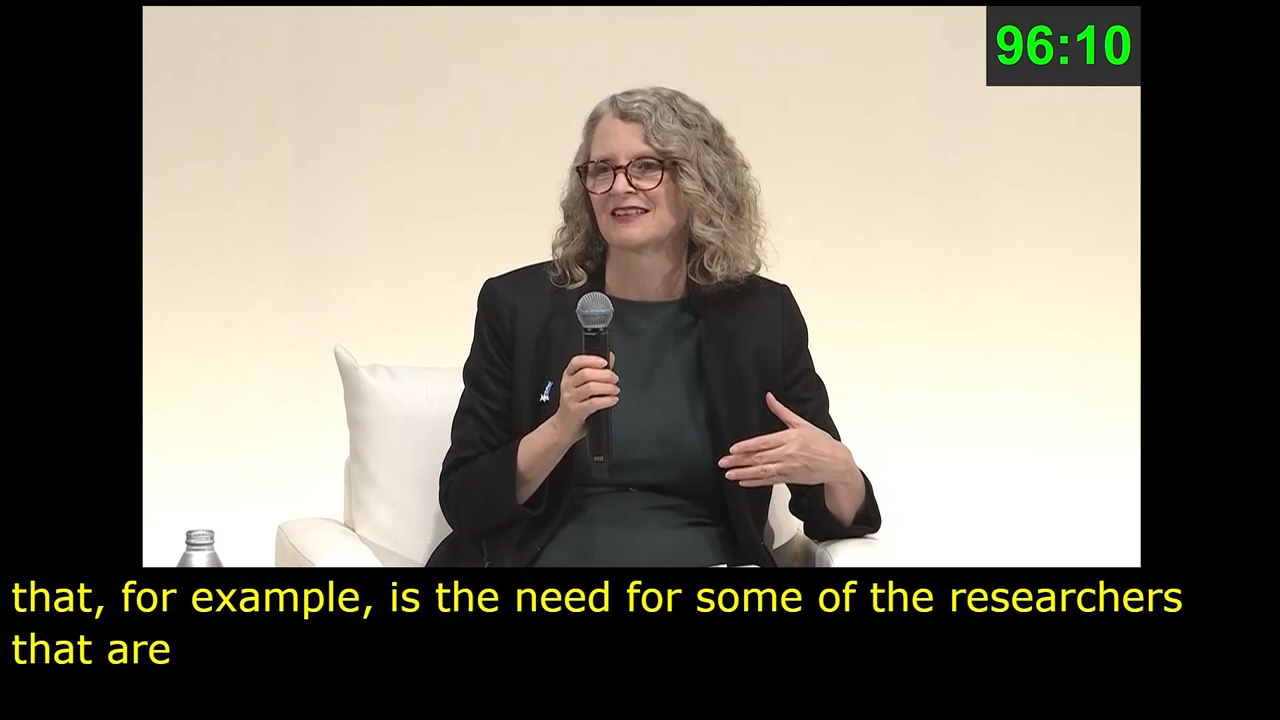 96:10
that, for example, is the need for some of the researchers
that are